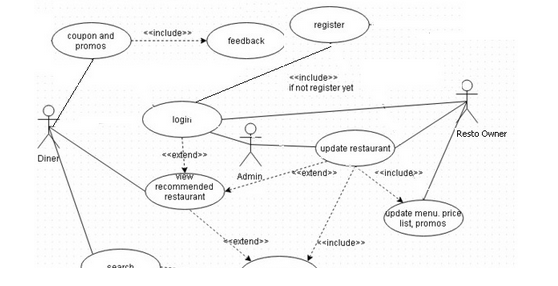 register
coupon and
promos
<<include>>
feedback
<<include>>
if not register yet
login
Resto Owner
Diner
<<extend>>
Admin
update restaurant
view
recommended
restaurant
<<extend>>
<<include>>
update menu. price
list, promos
<<extend>>
<<include>>
search